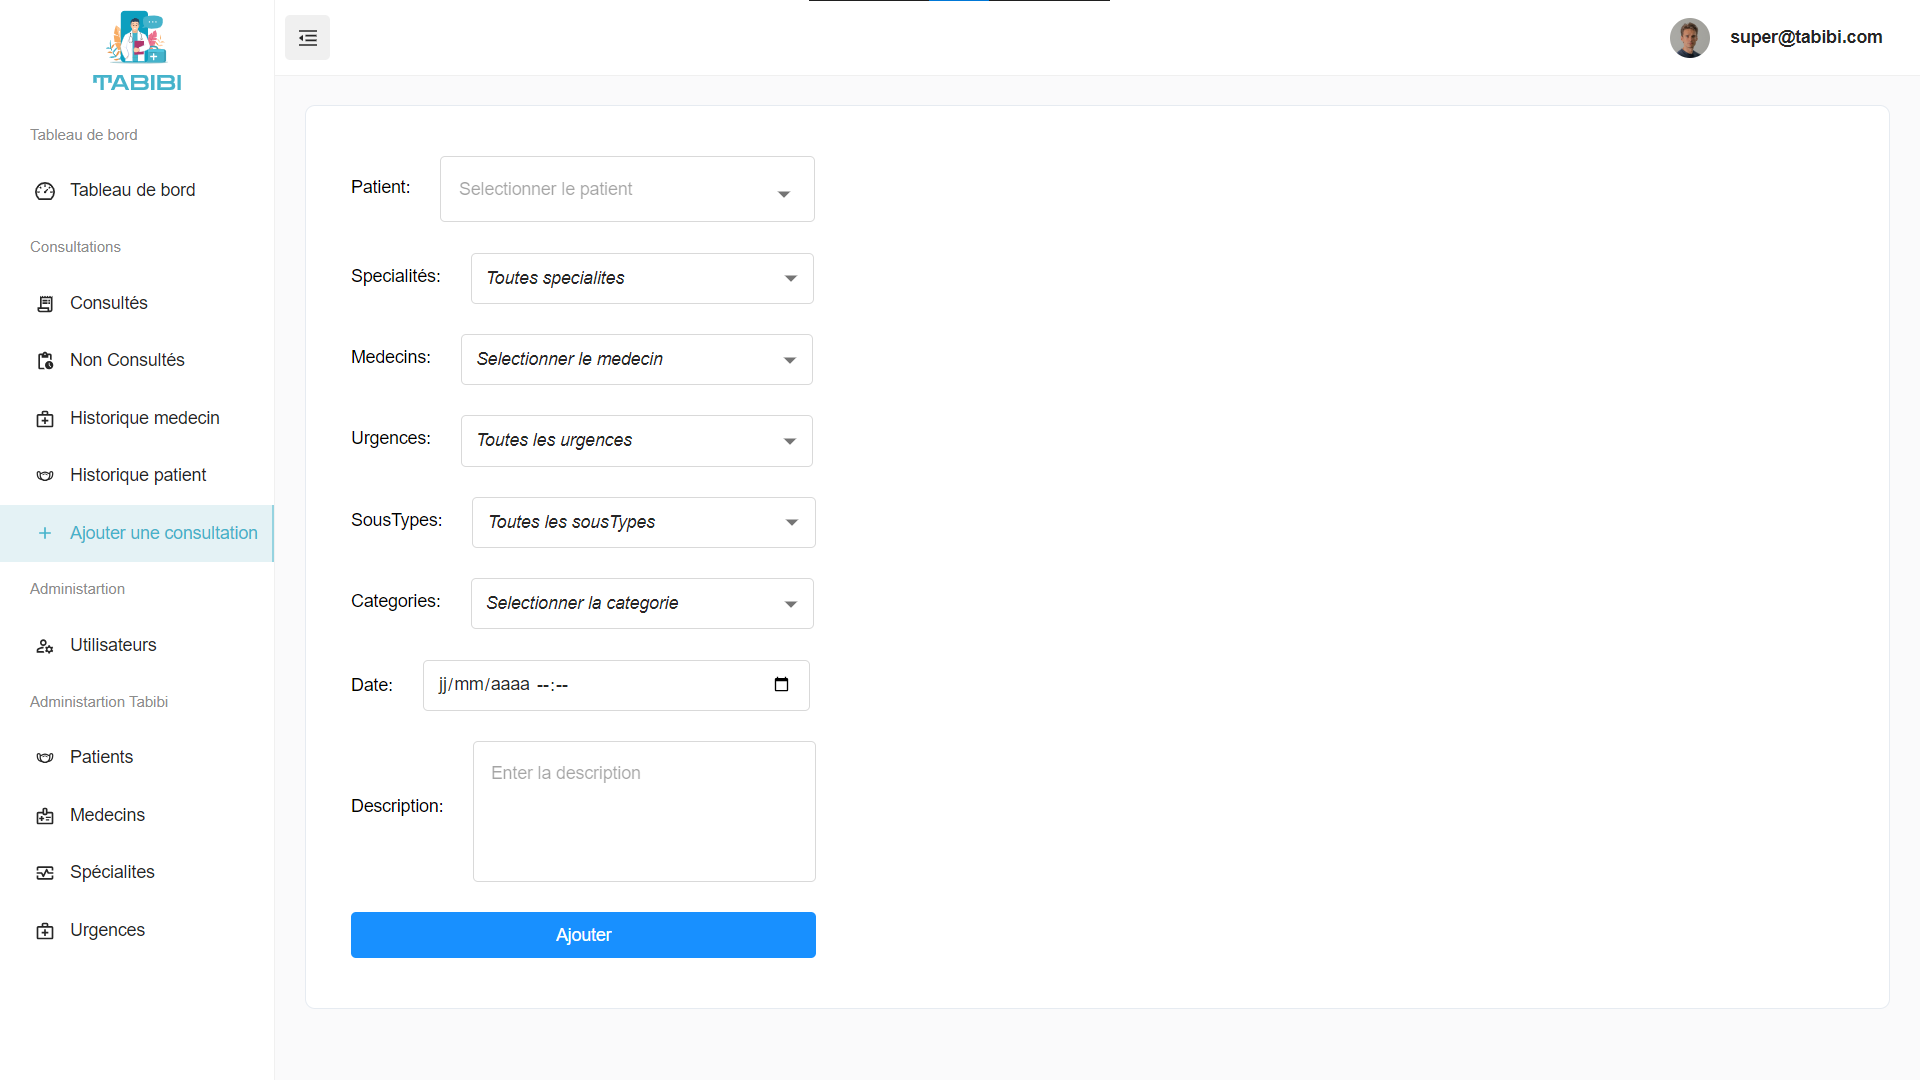 TABIBI
super@tabibi.com
Tableau de bord
Tableau de bord
Consultations
Consultés
Non Consultés
Historique medecin
Historique patient
Ajouter une consultation
Administartion
Utilisateurs
Administartion Tabibi
Patients
Medecins
Spécialites
Urgences
Patient: Selectionner le patient
Specialités: Toutes specialites
Medecins: Selectionner le medecin
Urgences: Toutes les urgences
SousTypes: Toutes les sousTypes
Categories: Selectionner la categorie
Date: jj/mm/aaaa --:--
Description: Enter la description
Ajouter